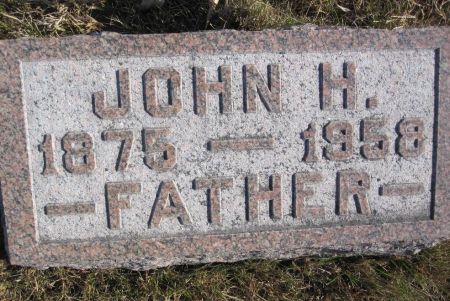 JOHN H.
1875 — 1958
— FATHER —